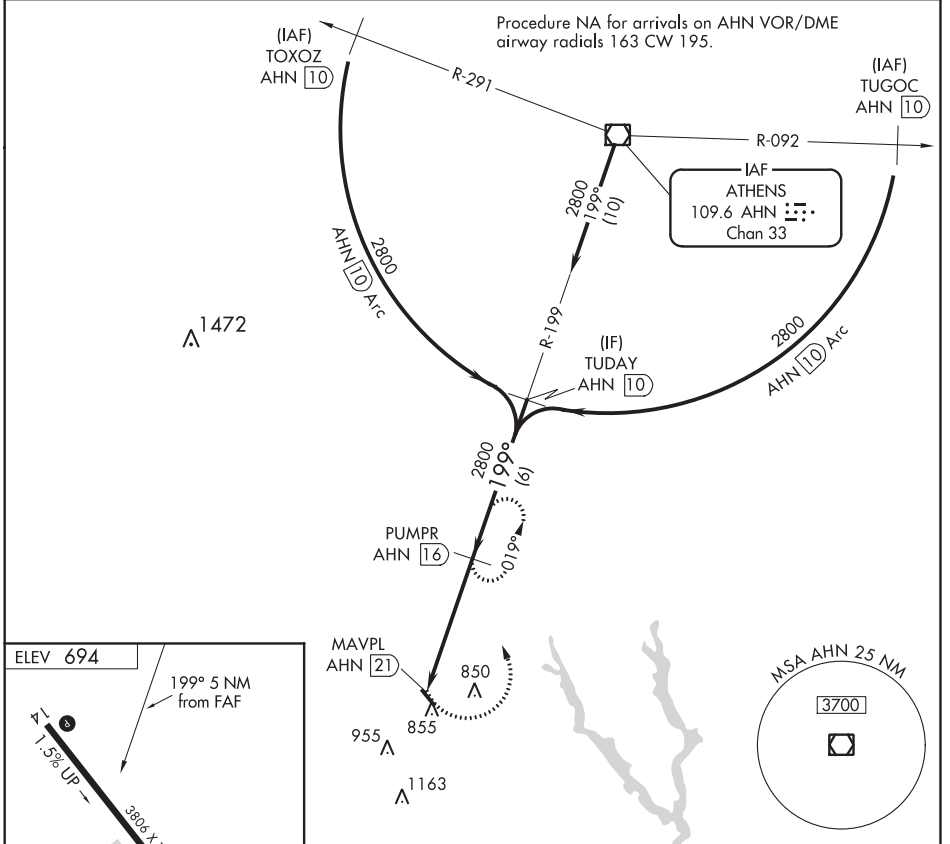 Procedure NA for arrivals on AHN VOR/DME
airway radials 163 CW 195.
(IAF)
TOXOZ
AHN 10
R-291
(IAF)
TUGOC
AHN 10
R-092
IAF
ATHENS
109.6 AHN
Chan 33
2800
199°
(10)
2800
AHN 10 Arc
R-199
2800
AHN 10 Arc
1472
(IF)
TUDAY
AHN 10
2800
199°
(6)
PUMPR
AHN 16
019°
MAVPL
AHN 21
850
855
955
1163
MSA AHN 25 NM
3700
ELEV 694
199° 5 NM
from FAF
14
P
1.5% UP
3806 X